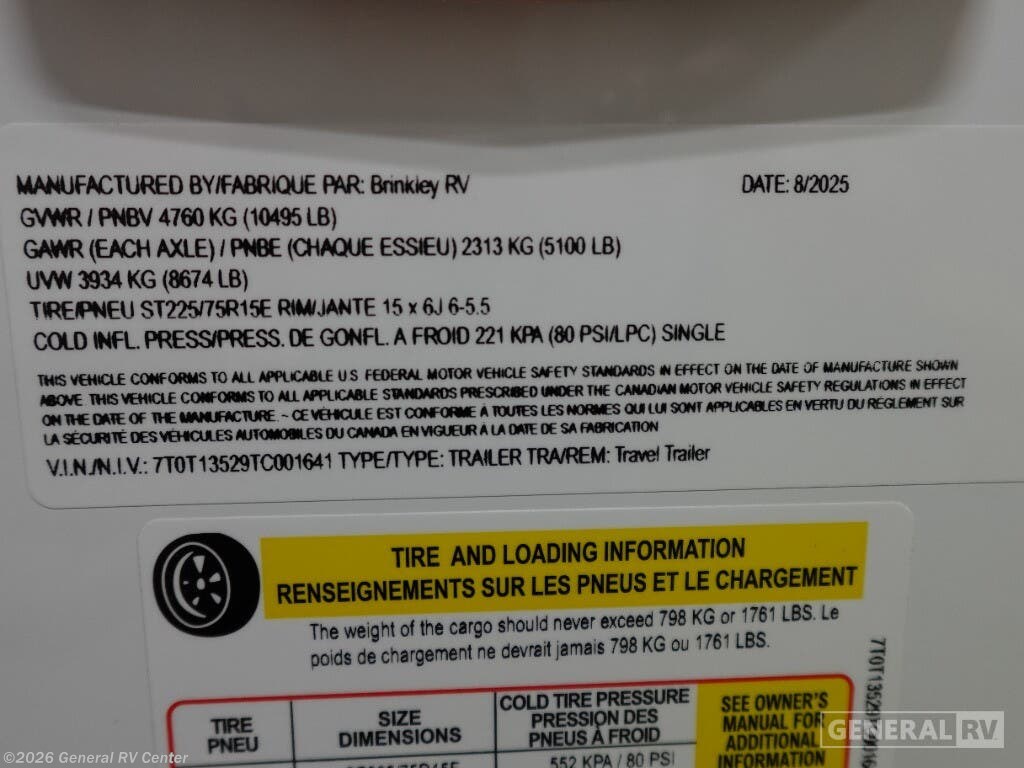 MANUFACTURED BY/FABRIQUE PAR: Brinkley RV DATE: 8/2025
GVWR / PNBV 4760 KG (10495 LB)
GAWR (EACH AXLE) / PNBE (CHAQUE ESSIEU) 2313 KG (5100 LB)
UVW 3934 KG (8674 LB)
TIRE/PNEU ST225/75R15E RIM/JANTE 15 x 6J 6-5.5
COLD INFL. PRESS/PRESS. DE GONFL. A FROID 221 KPA (80 PSI/LPC) SINGLE
THIS VEHICLE CONFORMS TO ALL APPLICABLE U.S. FEDERAL MOTOR VEHICLE SAFETY STANDARDS IN EFFECT ON THE DATE OF MANUFACTURE SHOWN
ABOVE THIS VEHICLE CONFORMS TO ALL APPLICABLE STANDARDS PRESCRIBED UNDER THE CANADIAN MOTOR VEHICLE SAFETY REGULATIONS IN EFFECT
ON THE DATE OF THE MANUFACTURE. ~ CE VÉHICULE EST CONFORME À TOUTES LES NORMES QUI LUI SONT APPLICABLES EN VERTU DU RÈGLEMENT SUR
LA SÉCURITÉ DES VÉHICULES AUTOMOBILES DU CANADA EN VIGUEUR À LA DATE DE SA FABRICATION
V.I.N./N.I.V.: 7T0T13529TC001641 TYPE/TYPE: TRAILER TRA/REM: Travel Trailer
TIRE AND LOADING INFORMATION
RENSEIGNEMENTS SUR LES PNEUS ET LE CHARGEMENT
The weight of the cargo should never exceed 798 KG or 1761 LBS. Le
poids de chargement ne devrait jamais 798 KG ou 1761 LBS.
TIRE
PNEU
SIZE
DIMENSIONS
COLD TIRE PRESSURE
PRESSION DES
PNEUS À FROID
552 KPA / 80 PSI
SEE OWNER'S
MANUAL FOR
ADDITIONAL
INFORMATION
GENERAL RV
©2026 General RV Center